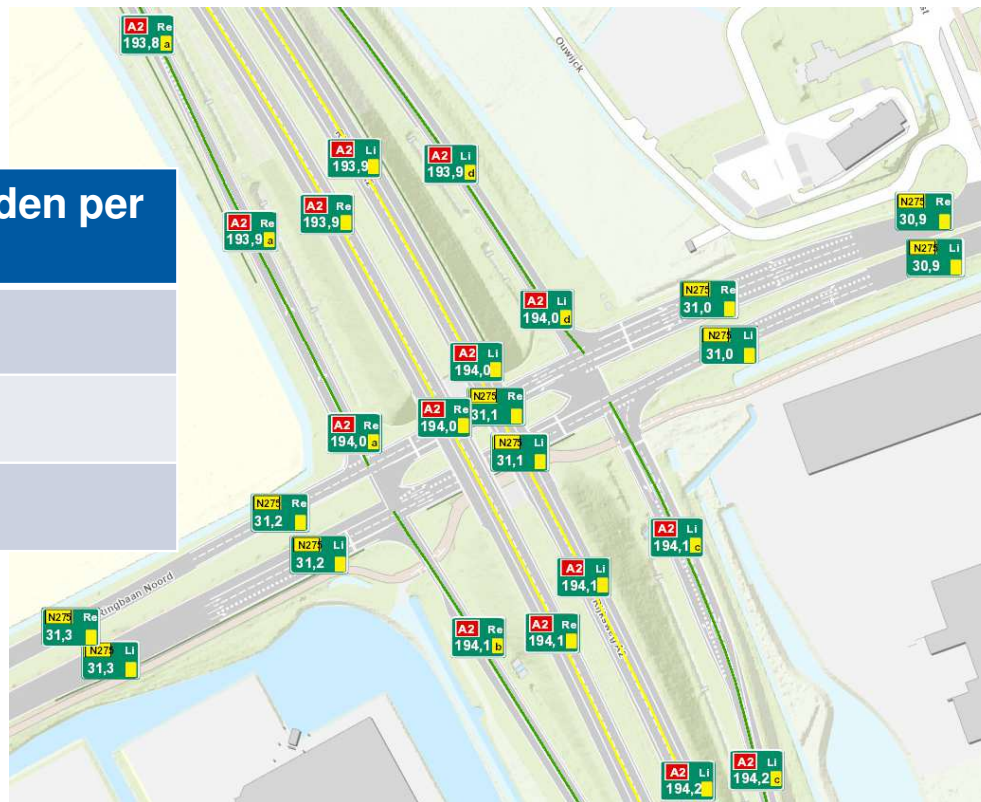 A2 Re
193,8 a
Ouwijck
den per
A2 Li
193,9
A2 Li
193,9 d
A2 Re
193,9
A2 Re
193,9 a
N275 Re
30,9
N275 Li
30,9
N275 Re
31,0
A2 Li
194,0 d
N275 Li
31,0
A2 Li
194,0
N275 Re
31,1
A2 Re
194,0
A2 Re
194,0 a
N275 Li
31,1
N275 Re
31,2
A2 Li
194,1 c
N275 Li
31,2
A2 Li
194,1
Ringbaan Noord
Rijksweg A2
N275 Re
31,3
A2 Re
194,1 b
A2 Re
194,1
N275 Li
31,3
A2 Li
194,2
A2 Li
194,2 c